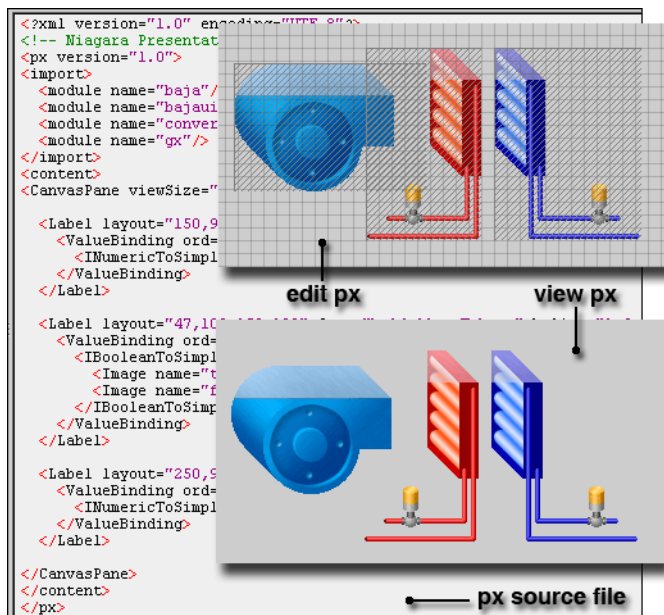 <?xml version="1.0" encoding="UTF-8"?>
<!-- Niagara Presentat
<px version="1.0">
<import>
<module name="baja"/
<module name="bajaui
<module name="conver
<module name="gx"/>
</import>
<content>
<CanvasPane viewSize="
<Label layout="150,9
<ValueBinding ord=
<INumericToSimpl
</ValueBinding>
</Label>
edit px
view px
<Label layout="47,10
<ValueBinding ord=
<IBooleanToSimpl
<Image name="t
<Image name="f
</IBooleanToSimp
</ValueBinding>
</Label>
<Label layout="250,9
<ValueBinding ord=
<INumericToSimpl
</ValueBinding>
</Label>
</CanvasPane>
</content>
</px>
px source file